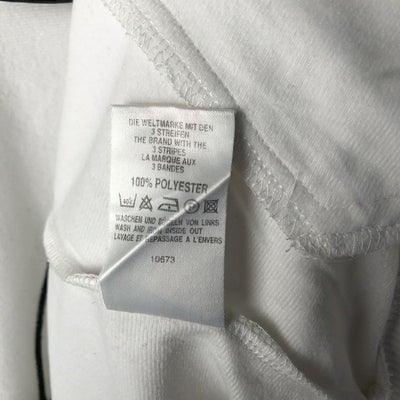 DIE WELTMARKE MIT DEN
3 STREIFEN
THE BRAND WITH THE
3 STRIPES
LA MARQUE AUX
3 BANDES
100% POLYESTER
WASCHEN UND BÜGELN VON LINKS
WASH AND IRON INSIDE OUT
LAVAGE ET REPASSAGE A L'ENVERS
10673